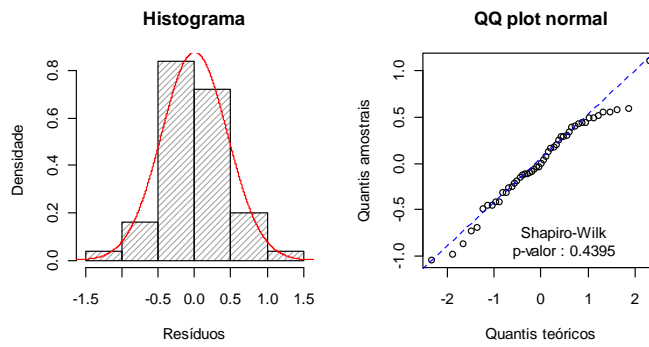 Histograma
Densidade
0.0 0.2 0.4 0.6 0.8
-1.5 -0.5 0.0 0.5 1.0 1.5
Resíduos
QQ plot normal
Quantis amostrais
-1.0 -0.5 0.0 0.5 1.0
Shapiro-Wilk
p-valor : 0.4395
-2 -1 0 1 2
Quantis teóricos